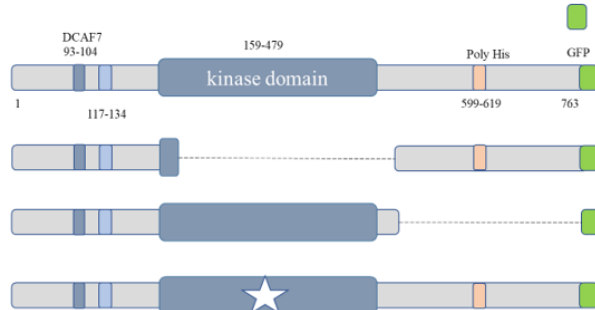 DCAF7
93-104
159-479
Poly His
GFP
kinase domain
1
117-134
599-619
763